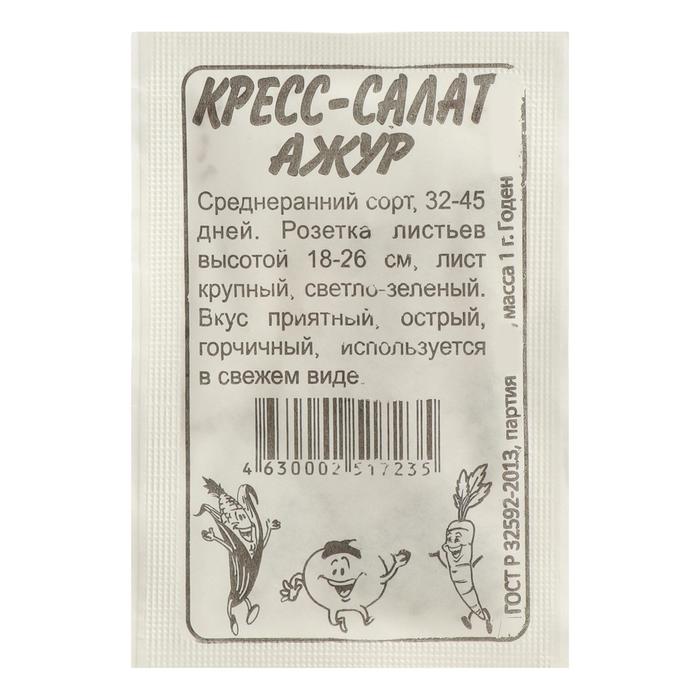 КРЕСС-САЛАТ
АЖУР
Среднеранний сорт, 32-45
дней. Розетка листьев
высотой 18-26 см, лист
крупный, светло-зеленый.
Вкус приятный, острый,
горчичный, используется
в свежем виде.
4 630002 517235
ГОСТ Р 32592-2013, партия , масса 1 г. Годен